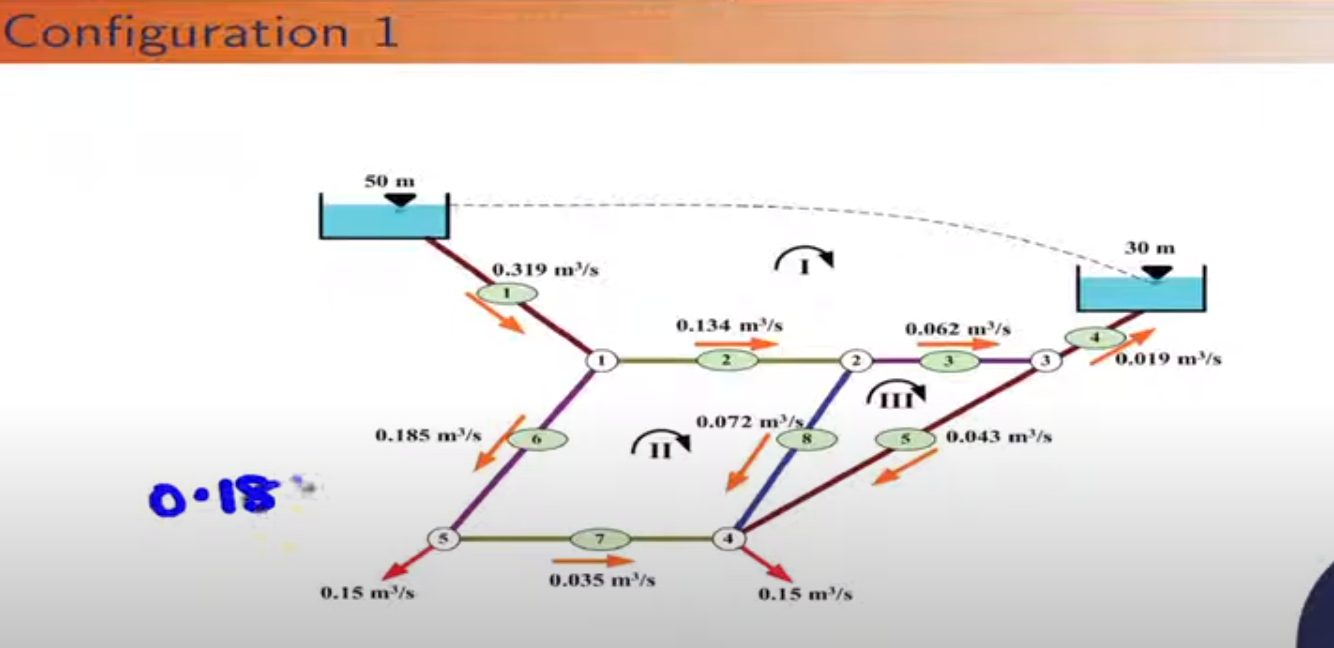 Configuration 1
50 m
30 m
I
0.319 m³/s
1
0.134 m³/s
0.062 m³/s
4
0.019 m³/s
1
2
2
3
3
III
0.185 m³/s
6
II
0.072 m³/s
8
5
0.043 m³/s
0.18
5
7
4
0.15 m³/s
0.035 m³/s
0.15 m³/s